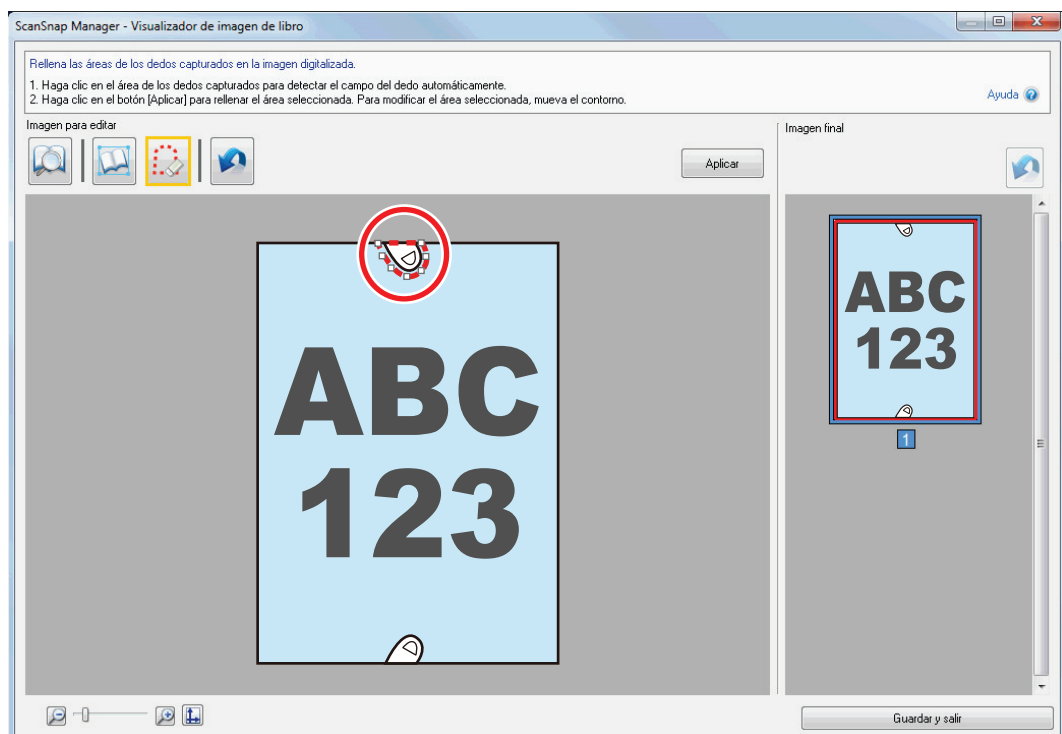 ScanSnap Manager - Visualizador de imagen de libro
Rellena las áreas de los dedos capturados en la imagen digitalizada.
1. Haga clic en el área de los dedos capturados para detectar el campo del dedo automáticamente.
2. Haga clic en el botón [Aplicar] para rellenar el área seleccionada. Para modificar el área seleccionada, mueva el contorno.
Ayuda
Imagen para editar
Aplicar
ABC
123
Imagen final
ABC
123
1
Guardar y salir